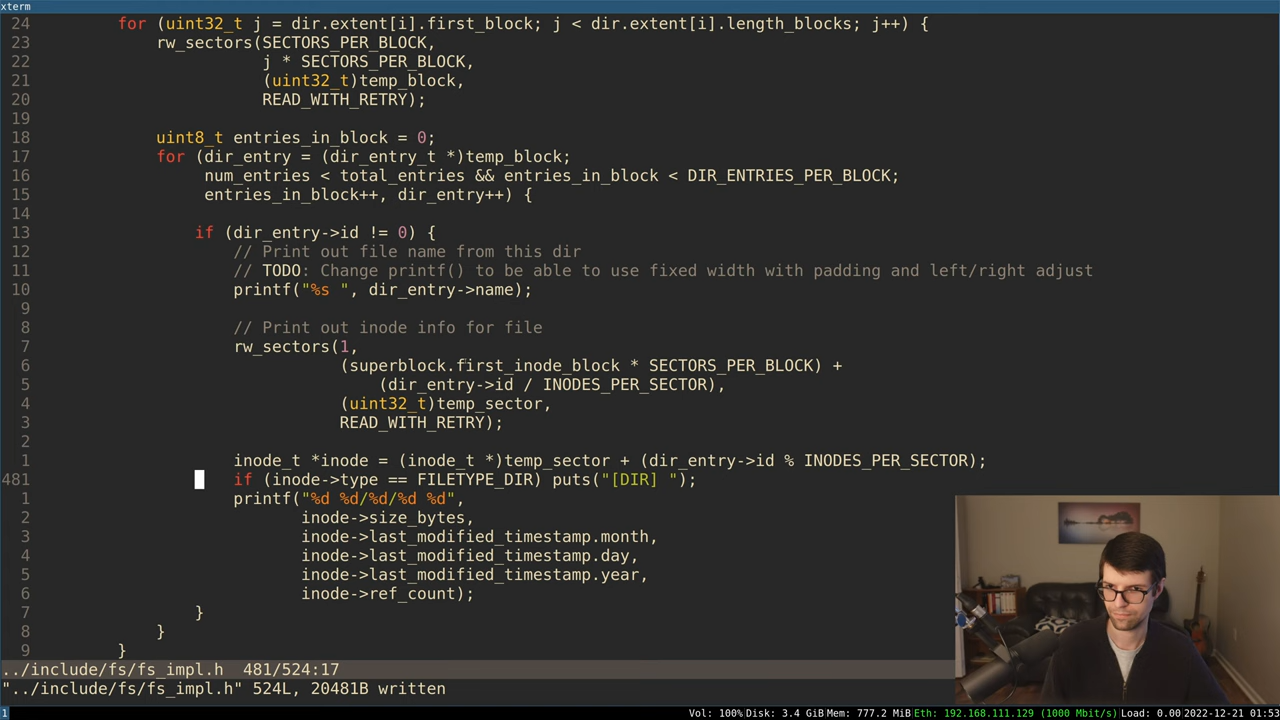 xterm
24         for (uint32_t j = dir.extent[i].first_block; j < dir.extent[i].length_blocks; j++) {
23             rw_sectors(SECTORS_PER_BLOCK,
22                        j * SECTORS_PER_BLOCK,
21                        (uint32_t)temp_block,
20                        READ_WITH_RETRY);
19
18             uint8_t entries_in_block = 0;
17             for (dir_entry = (dir_entry_t *)temp_block;
16                  num_entries < total_entries && entries_in_block < DIR_ENTRIES_PER_BLOCK;
15                  entries_in_block++, dir_entry++) {
14
13                 if (dir_entry->id != 0) {
12                     // Print out file name from this dir
11                     // TODO: Change printf() to be able to use fixed width with padding and left/right adjust
10                     printf("%s ", dir_entry->name);
9
8                     // Print out inode info for file
7                     rw_sectors(1,
6                                (superblock.first_inode_block * SECTORS_PER_BLOCK) +
5                                    (dir_entry->id / INODES_PER_SECTOR),
4                                (uint32_t)temp_sector,
3                                READ_WITH_RETRY);
2
1                     inode_t *inode = (inode_t *)temp_sector + (dir_entry->id % INODES_PER_SECTOR);
481                     if (inode->type == FILETYPE_DIR) puts("[DIR] ");
1                     printf("%d %d/%d/%d %d",
2                            inode->size_bytes,
3                            inode->last_modified_timestamp.month,
4                            inode->last_modified_timestamp.day,
5                            inode->last_modified_timestamp.year,
6                            inode->ref_count);
7                 }
8             }
9         }
../include/fs/fs_impl.h  481/524:17
"../include/fs/fs_impl.h" 524L, 20481B written
1 Vol: 100% Disk: 3.4 GiB Mem: 777.2 MiB Eth: 192.168.111.129 (1000 Mbit/s) Load: 0.00 2022-12-21 01:53